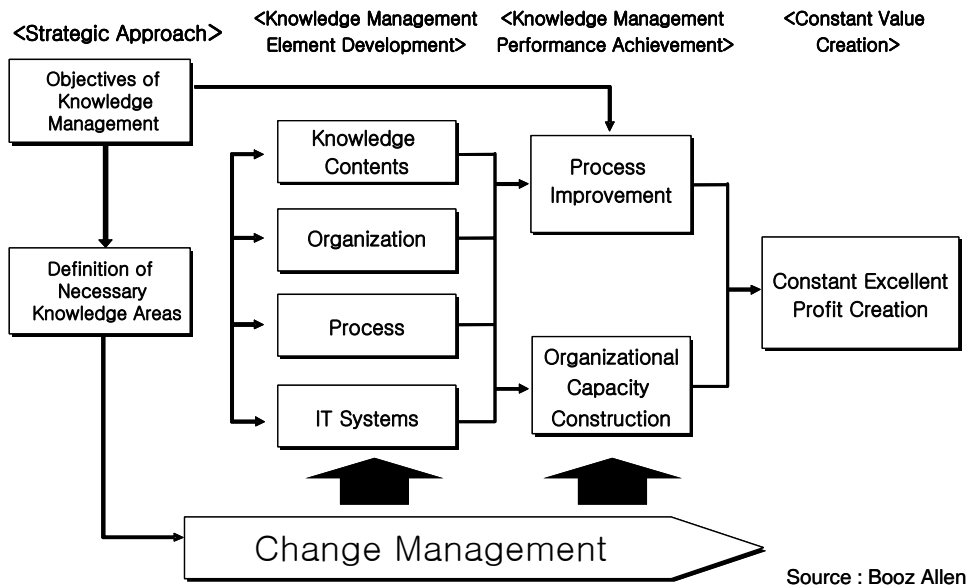 <Strategic Approach>
<Knowledge Management
Element Development>
<Knowledge Management
Performance Achievement>
<Constant Value
Creation>
Objectives of
Knowledge
Management
Definition of
Necessary
Knowledge Areas
Knowledge
Contents
Organization
Process
IT Systems
Process
Improvement
Organizational
Capacity
Construction
Constant Excellent
Profit Creation
Change Management
Source : Booz Allen